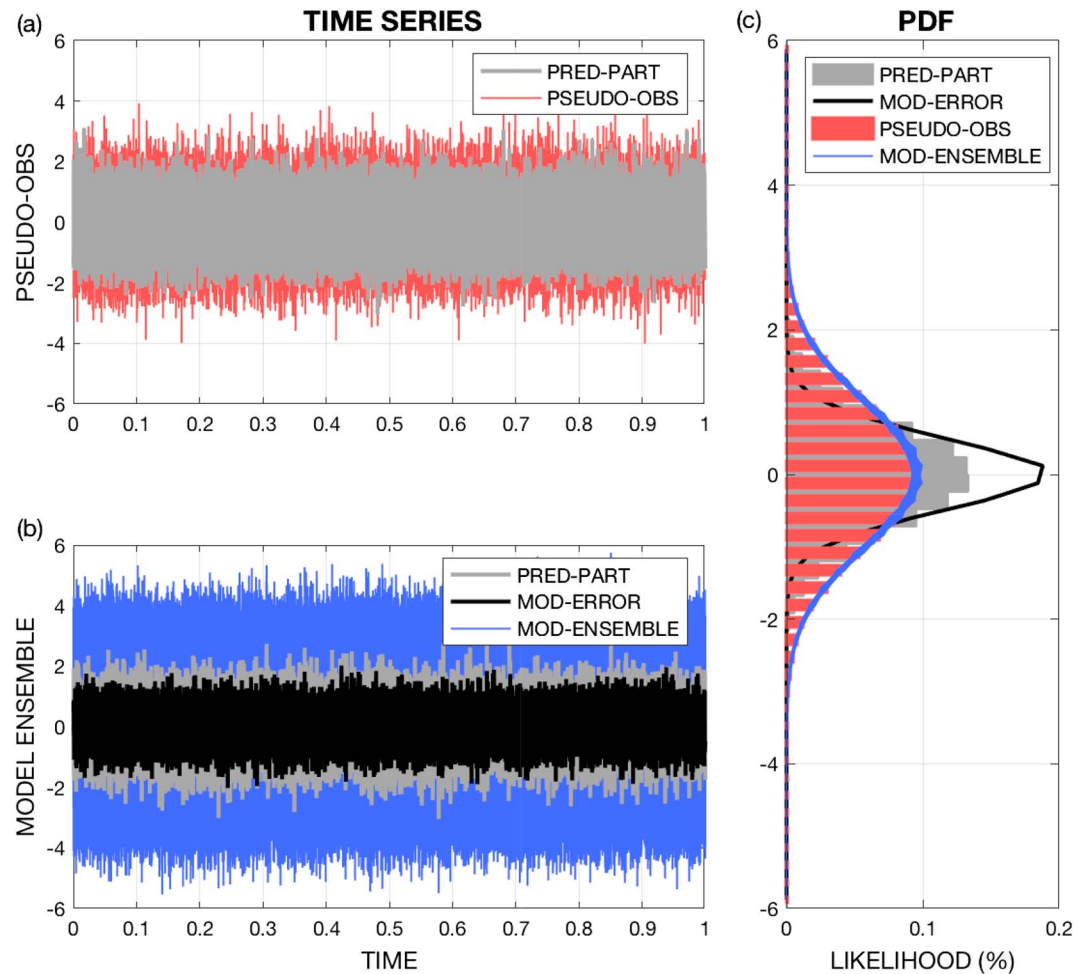 (a)
TIME SERIES
6
4
2
0
-2
-4
-6
PSEUDO-OBS
PRED-PART
PSEUDO-OBS
0 0.1 0.2 0.3 0.4 0.5 0.6 0.7 0.8 0.9 1
(b)
6
4
2
0
-2
-4
-6
MODEL ENSEMBLE
PRED-PART
MOD-ERROR
MOD-ENSEMBLE
0 0.1 0.2 0.3 0.4 0.5 0.6 0.7 0.8 0.9 1
TIME
(c)
PDF
6
4
2
0
-2
-4
-6
PRED-PART
MOD-ERROR
PSEUDO-OBS
MOD-ENSEMBLE
0 0.1 0.2
LIKELIHOOD (%)